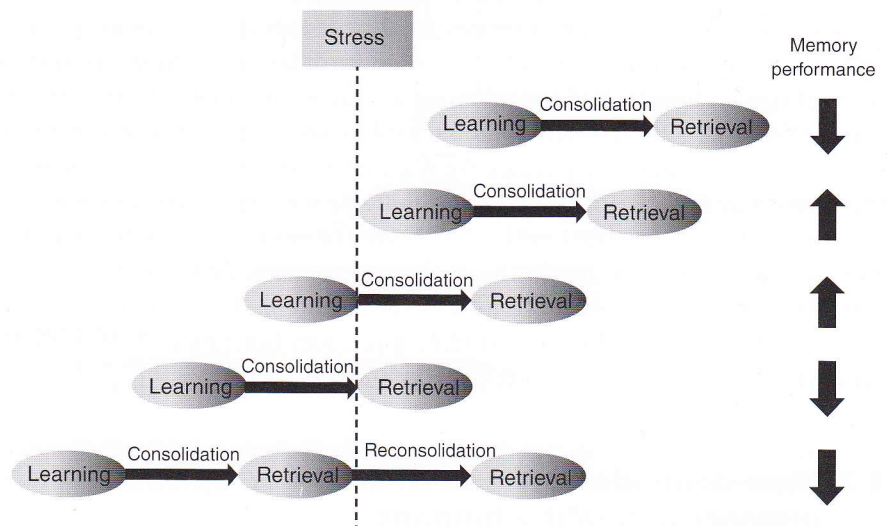 Stress
Memory
performance
Consolidation
Learning Retrieval
Consolidation
Learning Retrieval
Consolidation
Learning Retrieval
Consolidation
Learning Retrieval
Consolidation Reconsolidation
Learning Retrieval Retrieval